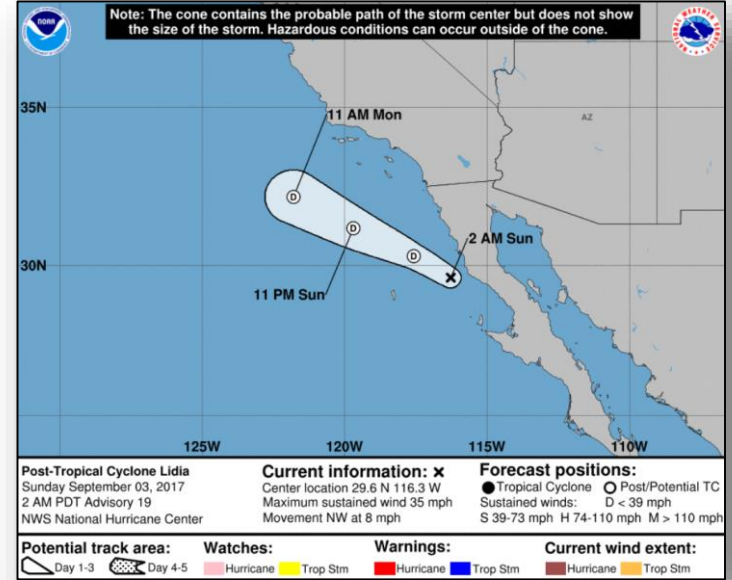 Note: The cone contains the probable path of the storm center but does not show
the size of the storm. Hazardous conditions can occur outside of the cone.
NOAA
NATIONAL WEATHER SERVICE
35N
11 AM Mon
AZ
D
D
2 AM Sun
D
30N
11 PM Sun
125W
120W
115W
110W
Post-Tropical Cyclone Lidia
Sunday September 03, 2017
2 AM PDT Advisory 19
NWS National Hurricane Center
Current information: ×
Center location 29.6 N 116.3 W
Maximum sustained wind 35 mph
Movement NW at 8 mph
Forecast positions:
Tropical Cyclone Post/Potential TC
Sustained winds: D < 39 mph
S 39-73 mph H 74-110 mph M > 110 mph
Potential track area:
Day 1-3 Day 4-5
Watches:
Hurricane Trop Stm
Warnings:
Hurricane Trop Stm
Current wind extent:
Hurricane Trop Stm